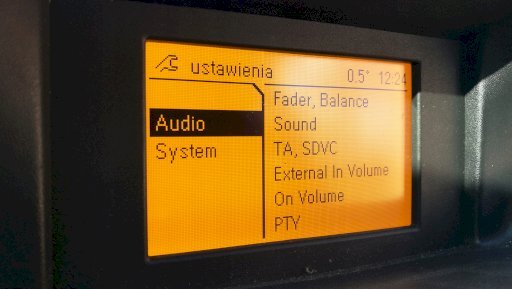 ustawienia 0.5° 12:24
Audio
System
Fader, Balance
Sound
TA, SDVC
External In Volume
On Volume
PTY